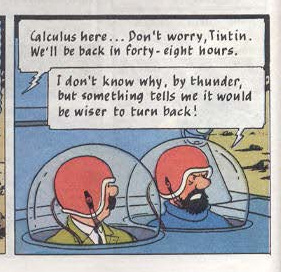 Calculus here... Don't worry, Tintin.
We'll be back in forty-eight hours.
I don't know why, by thunder,
but something tells me it would
be wiser to turn back!